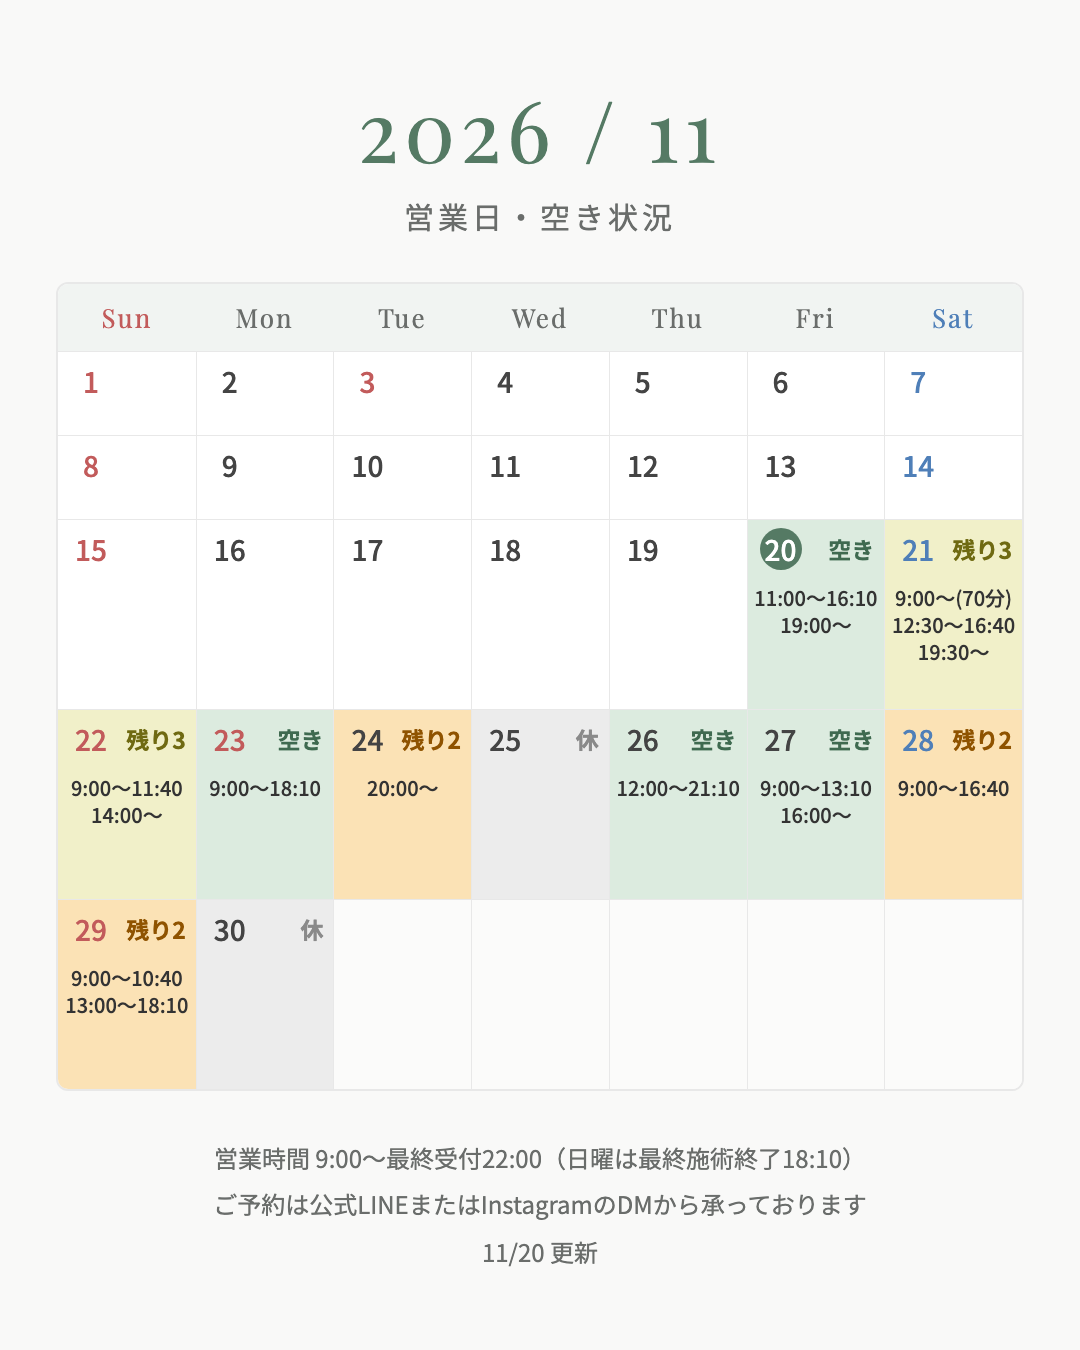 2026 / 11
営業日・空き状況
Sun Mon Tue Wed Thu Fri Sat
1 2 3 4 5 6 7
8 9 10 11 12 13 14
15 16 17 18 19
20 空き
11:00〜16:10
19:00〜
21 残り3
9:00〜(70分)
12:30〜16:40
19:30〜
22 残り3
9:00〜11:40
14:00〜
23 空き
9:00〜18:10
24 残り2
20:00〜
25 休
26 空き
12:00〜21:10
27 空き
9:00〜13:10
16:00〜
28 残り2
9:00〜16:40
29 残り2
9:00〜10:40
13:00〜18:10
30 休
営業時間 9:00〜最終受付22:00（日曜は最終施術終了18:10）
ご予約は公式LINEまたはInstagramのDMから承っております
11/20 更新